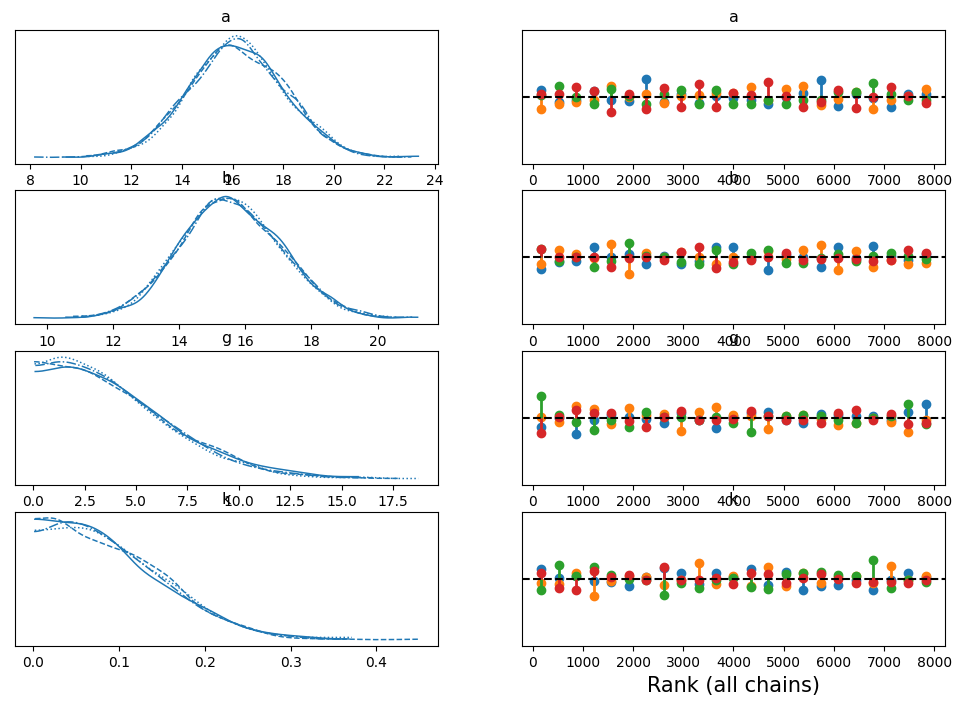 a a
8 10 12 14 16 18 20 22 24 0 1000 2000 3000 4000 5000 6000 7000 8000
b b
10 12 14 16 18 20 0 1000 2000 3000 4000 5000 6000 7000 8000
g g
0.0 2.5 5.0 7.5 10.0 12.5 15.0 17.5 0 1000 2000 3000 4000 5000 6000 7000 8000
k k
0.0 0.1 0.2 0.3 0.4 0 1000 2000 3000 4000 5000 6000 7000 8000
Rank (all chains)